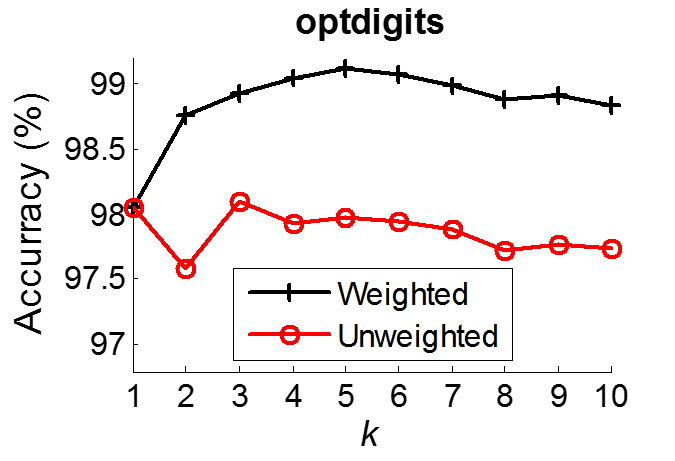 optdigits
Accurracy (%)
99
98.5
98
97.5
97
Weighted
Unweighted
1 2 3 4 5 6 7 8 9 10
k